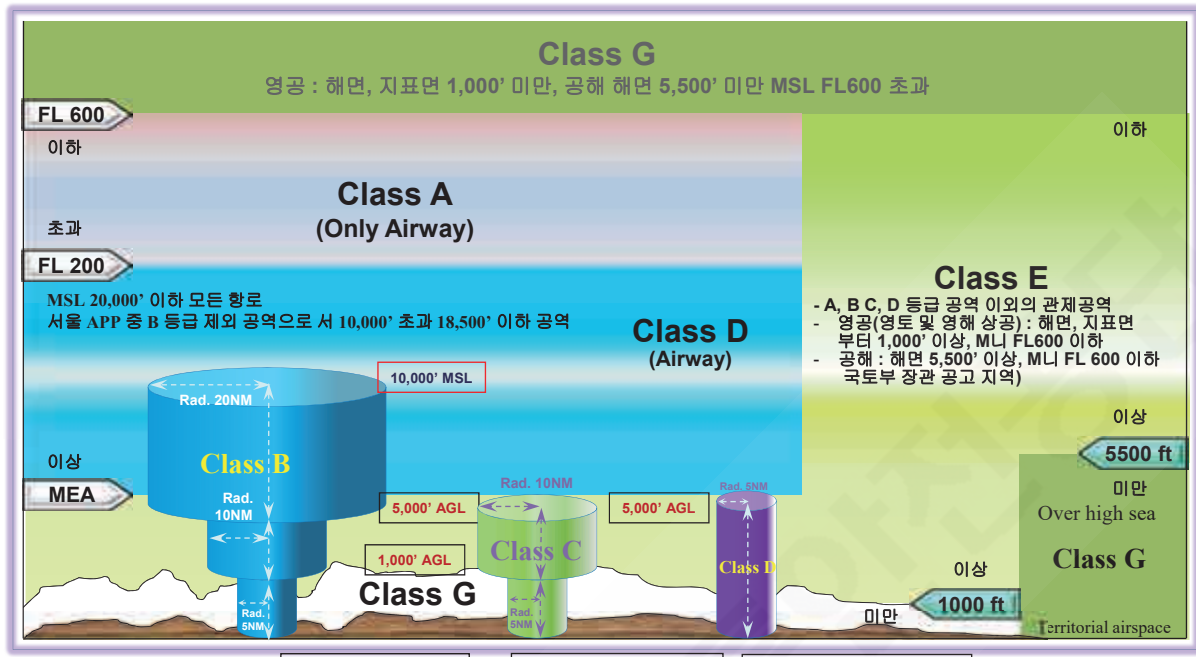 Class G
영공 : 해면, 지표면 1,000’ 미만, 공해 해면 5,500’ 미만 MSL FL600 초과
FL 600
이하
이하
Class A
(Only Airway)
초과
FL 200
MSL 20,000’ 이하 모든 항로
서울 APP 중 B 등급 제외 공역으로 서 10,000’ 초과 18,500’ 이하 공역
Class D
(Airway)
Class E
- A, B C, D 등급 공역 이외의 관제공역
- 영공(영토 및 영해 상공) : 해면, 지표면
부터 1,000’ 이상, M니 FL600 이하
- 공해 : 해면 5,500’ 이상, M니 FL 600 이하
국토부 장관 공고 지역)
10,000’ MSL
Rad. 20NM
Class B
이상
MEA
Rad.
10NM
5,000’ AGL
Rad. 10NM
5,000’ AGL
Rad. 5NM
이상
5500 ft
미만
Over high sea
Class G
1,000’ AGL
Class C
Class D
Class G
Rad.
5NM
Rad.
5NM
이상
1000 ft
미만
Territorial airspace